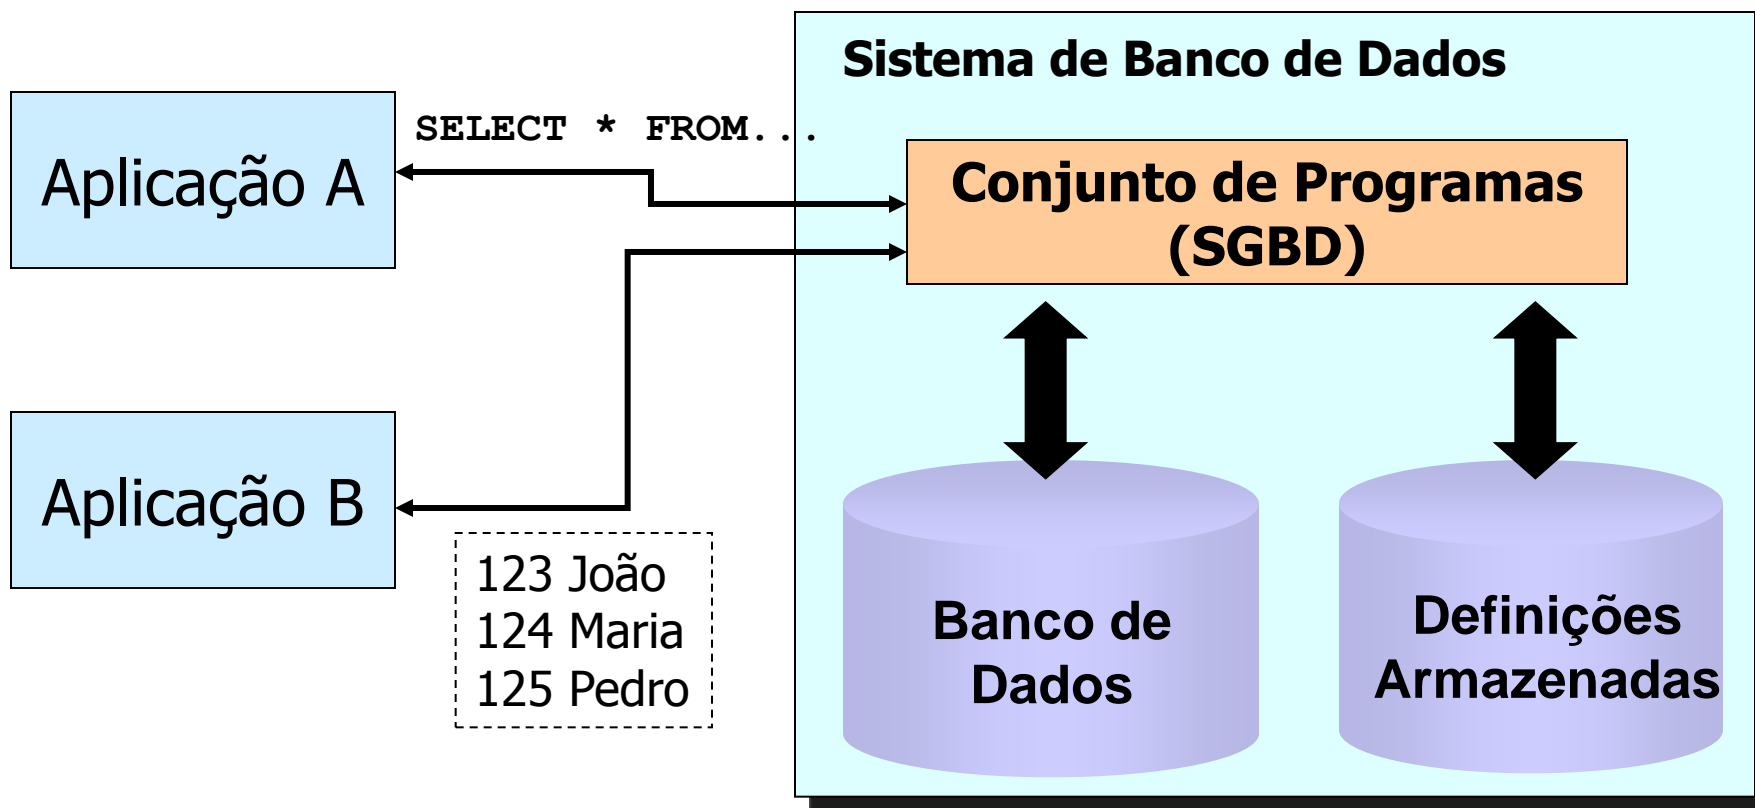 Sistema de Banco de Dados
SELECT * FROM...
Aplicação A
Conjunto de Programas
(SGBD)
Aplicação B
123 João
124 Maria
125 Pedro
Banco de
Dados
Definições
Armazenadas